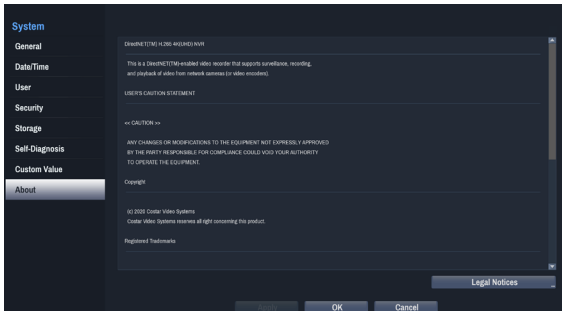 System
General
Date/Time
User
Security
Storage
Self-Diagnosis
Custom Value
About
DirectNET(TM) H.265 4K(UHD) NVR
This is a DirectNET(TM)-enabled video recorder that supports surveillance, recording,
and playback of video from network cameras (or video encoders).
USER'S CAUTION STATEMENT
<< CAUTION >>
ANY CHANGES OR MODIFICATIONS TO THE EQUIPMENT NOT EXPRESSLY APPROVED
BY THE PARTY RESPONSIBLE FOR COMPLIANCE COULD VOID YOUR AUTHORITY
TO OPERATE THE EQUIPMENT.
Copyright
(c) 2020 Costar Video Systems
Costar Video Systems reserves all right concerning this product.
Registered Trademarks
Legal Notices
Apply
OK
Cancel